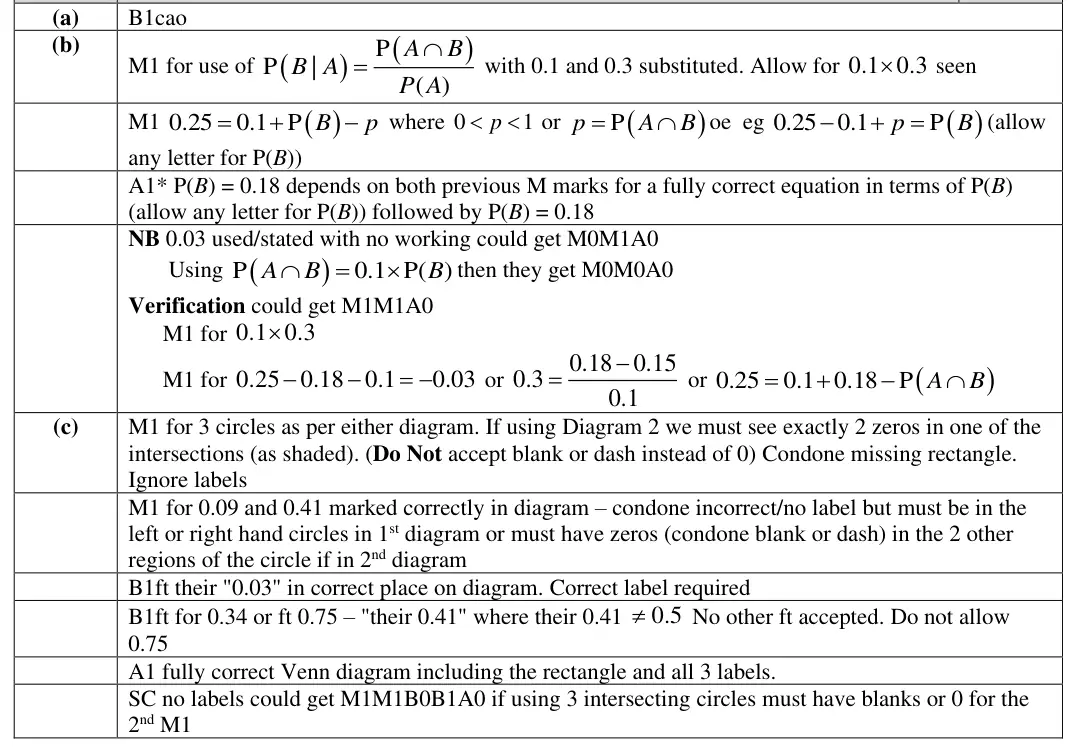 (a) B1cao
(b)
M1 for use of P(B | A) = P(A ∩ B) / P(A) with 0.1 and 0.3 substituted. Allow for 0.1×0.3 seen
M1 0.25 = 0.1 + P(B) − p where 0 < p < 1 or p = P(A ∩ B) oe eg 0.25 − 0.1 + p = P(B) (allow
any letter for P(B))
A1* P(B) = 0.18 depends on both previous M marks for a fully correct equation in terms of P(B)
(allow any letter for P(B)) followed by P(B) = 0.18
NB 0.03 used/stated with no working could get M0M1A0
Using P(A ∩ B) = 0.1×P(B) then they get M0M0A0
Verification could get M1M1A0
M1 for 0.1×0.3
M1 for 0.25 − 0.18 − 0.1 = −0.03 or 0.3 = (0.18 − 0.15) / 0.1 or 0.25 = 0.1 + 0.18 − P(A ∩ B)
(c) M1 for 3 circles as per either diagram. If using Diagram 2 we must see exactly 2 zeros in one of the
intersections (as shaded). (Do Not accept blank or dash instead of 0) Condone missing rectangle.
Ignore labels
M1 for 0.09 and 0.41 marked correctly in diagram – condone incorrect/no label but must be in the
left or right hand circles in 1st diagram or must have zeros (condone blank or dash) in the 2 other
regions of the circle if in 2nd diagram
B1ft their "0.03" in correct place on diagram. Correct label required
B1ft for 0.34 or ft 0.75 – "their 0.41" where their 0.41 ≠ 0.5 No other ft accepted. Do not allow
0.75
A1 fully correct Venn diagram including the rectangle and all 3 labels.
SC no labels could get M1M1B0B1A0 if using 3 intersecting circles must have blanks or 0 for the
2nd M1